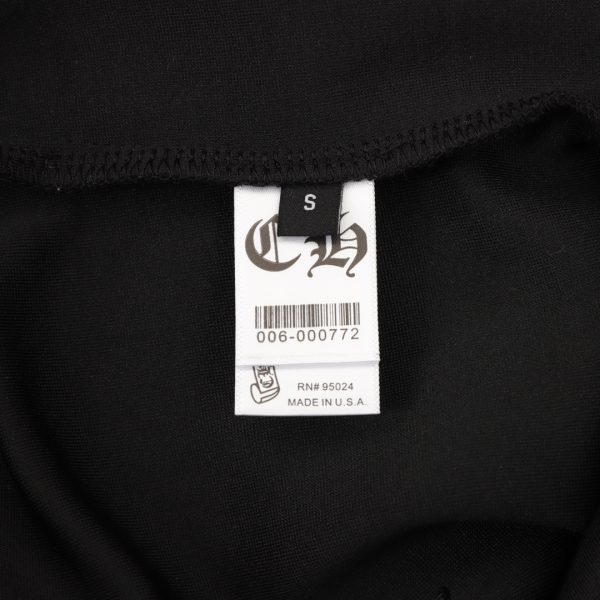 S
CH
006-000772
RN# 95024
MADE IN U.S.A.